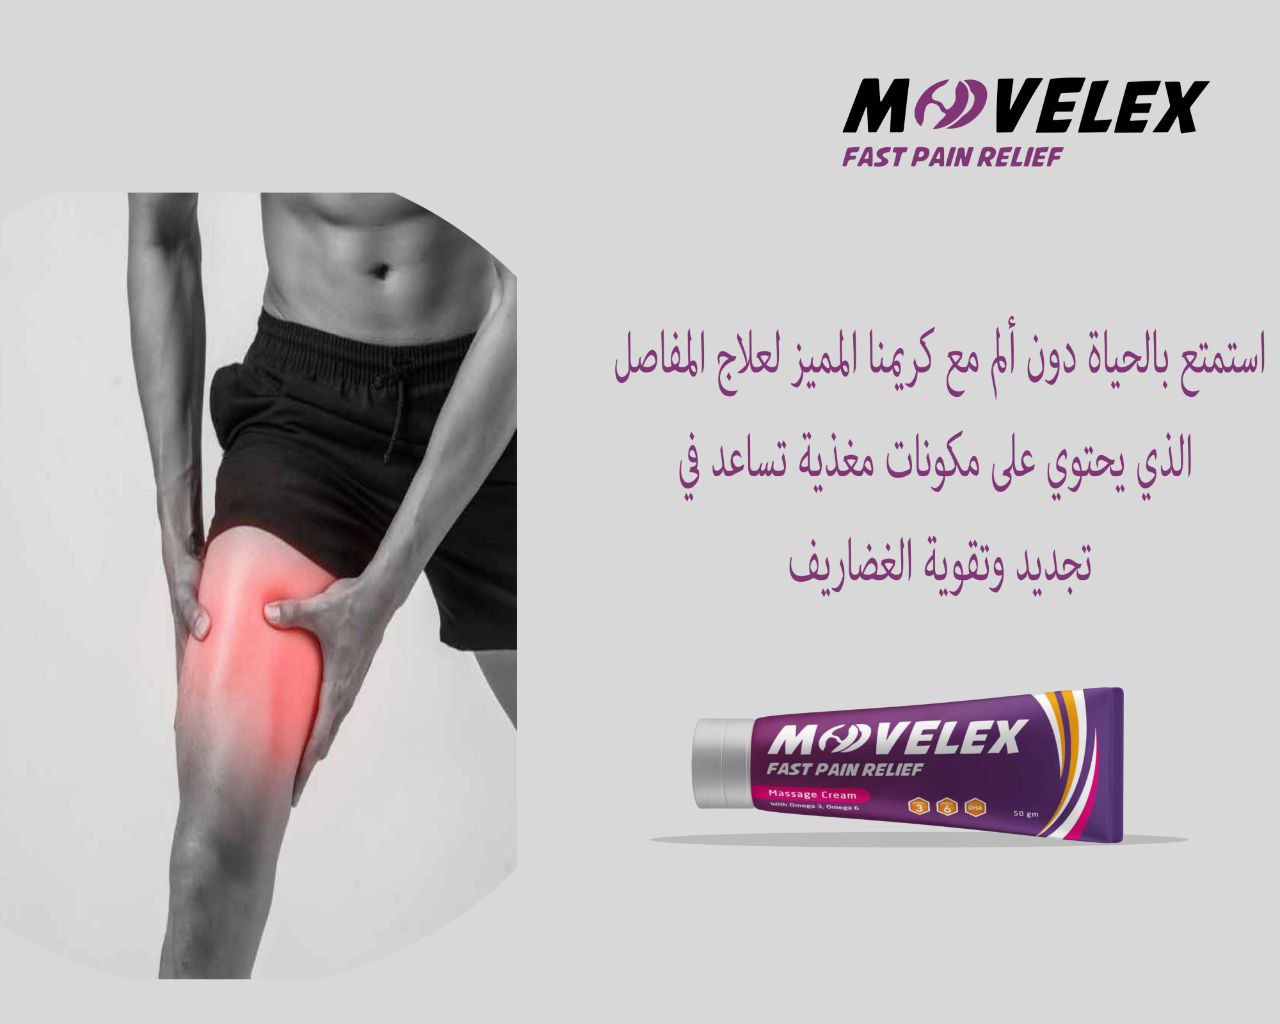 MOVELEX
FAST PAIN RELIEF
استمتع بالحياة دون ألم مع كريمنا المميز لعلاج المفاصل
الذي يحتوي على مكونات مغذية تساعد في
تجديد وتقوية الغضاريف
MOVELEX
FAST PAIN RELIEF
Massage Cream
With Omega 3, Omega 6
3 6 DHA
50 gm